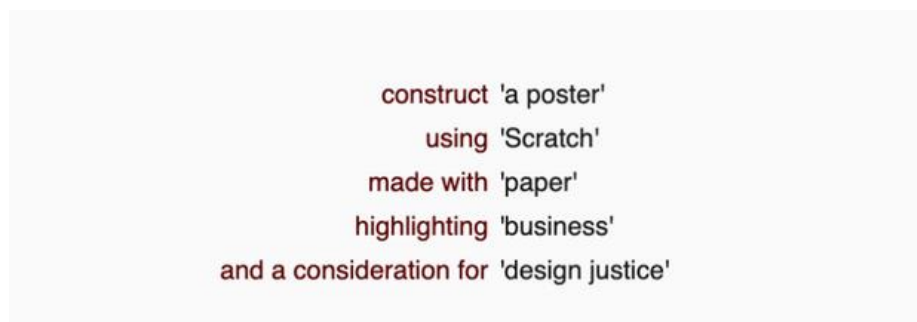 construct 'a poster'
using 'Scratch'
made with 'paper'
highlighting 'business'
and a consideration for 'design justice'